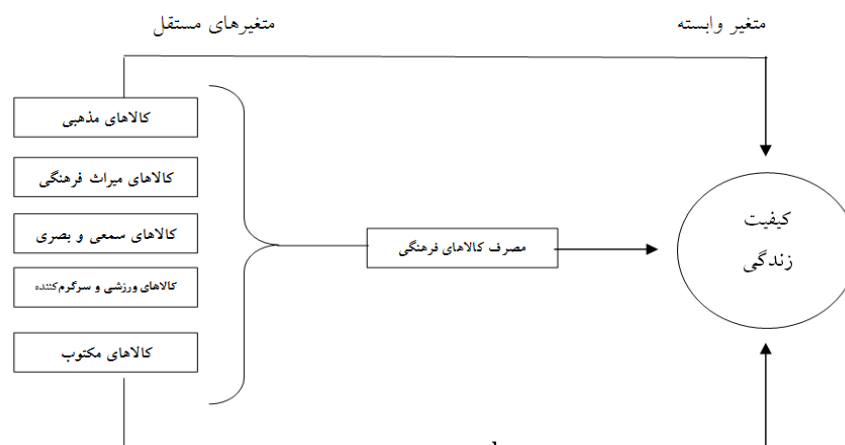 متغیر وابسته
متغیرهای مستقل
کالاهای مذهبی
کالاهای میراث فرهنگی
کالاهای سمعی و بصری
کالاهای ورزشی و سرگرم‌کننده
کالاهای مکتوب
مصرف کالاهای فرهنگی
کیفیت
زندگی